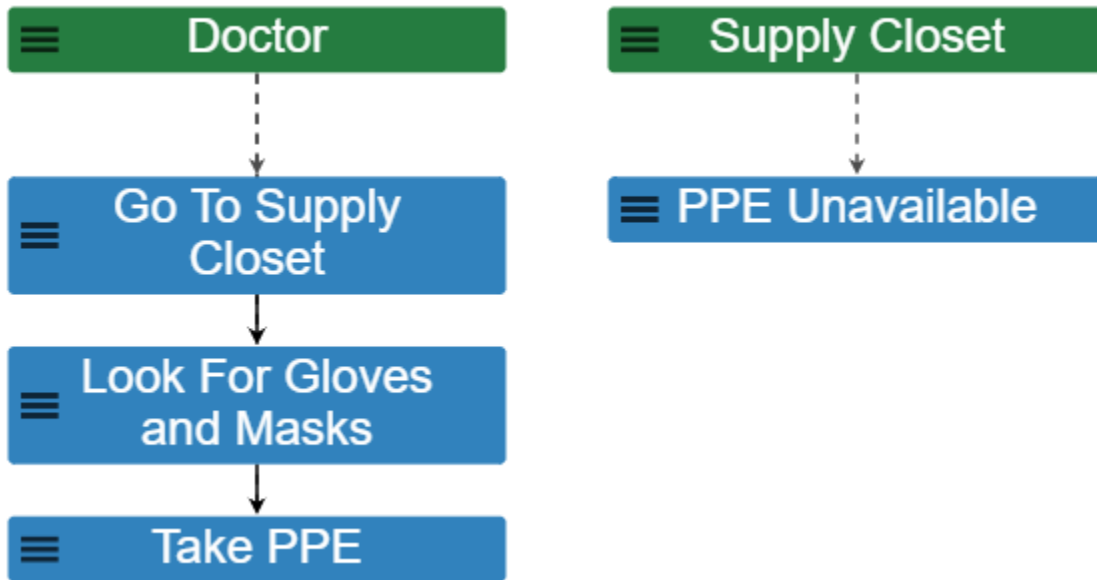 Doctor
Supply Closet
Go To Supply
Closet
PPE Unavailable
Look For Gloves
and Masks
Take PPE